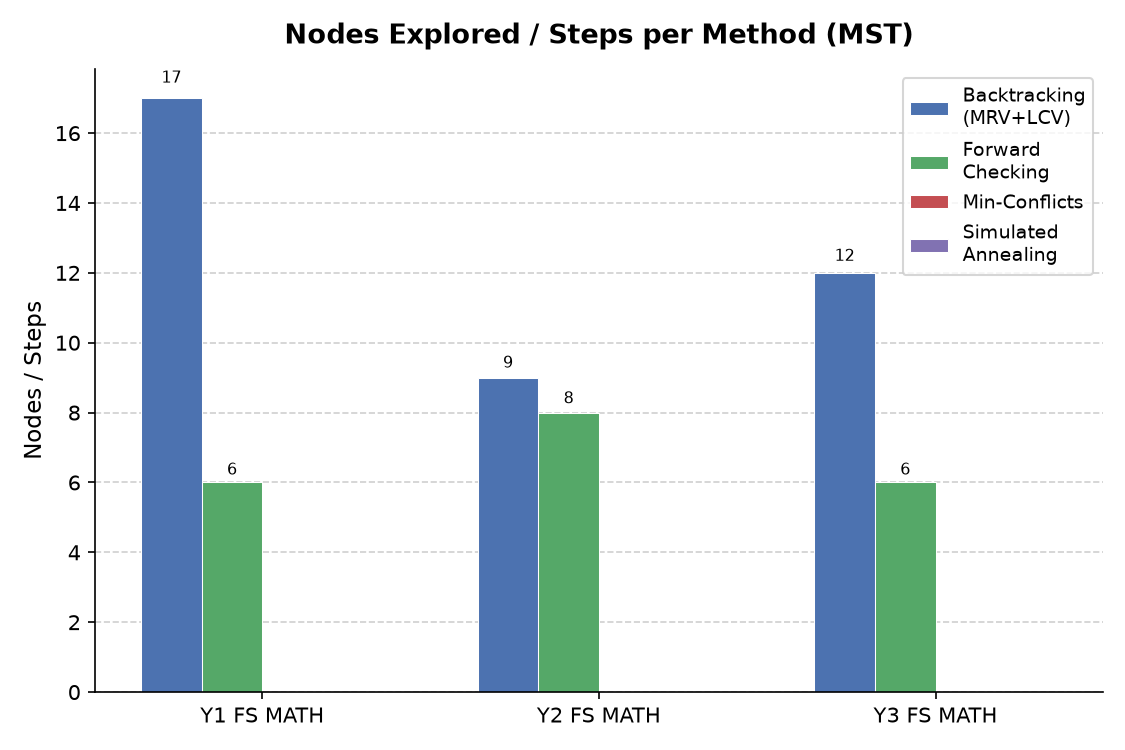 Nodes Explored / Steps per Method (MST)
17
Backtracking
(MRV+LCV)
Forward
Checking
Min-Conflicts
Simulated
Annealing
16
14
12
10
8
6
4
2
0
Nodes / Steps
6
9
8
12
6
Y1 FS MATH
Y2 FS MATH
Y3 FS MATH